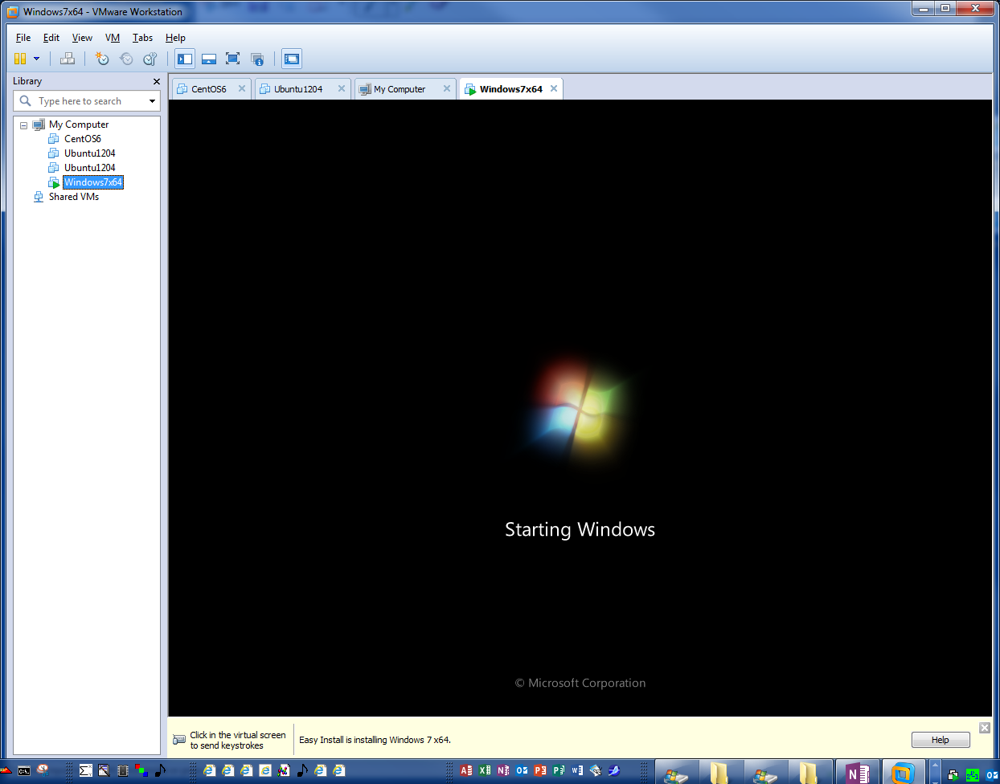 Windows7x64 - VMware Workstation
File Edit View VM Tabs Help
Library
Type here to search
My Computer
CentOS6
Ubuntu1204
Ubuntu1204
Windows7x64
Shared VMs
CentOS6 Ubuntu1204 My Computer Windows7x64
Starting Windows
© Microsoft Corporation
Click in the virtual screen
to send keystrokes
Easy Install is installing Windows 7 x64.
Help